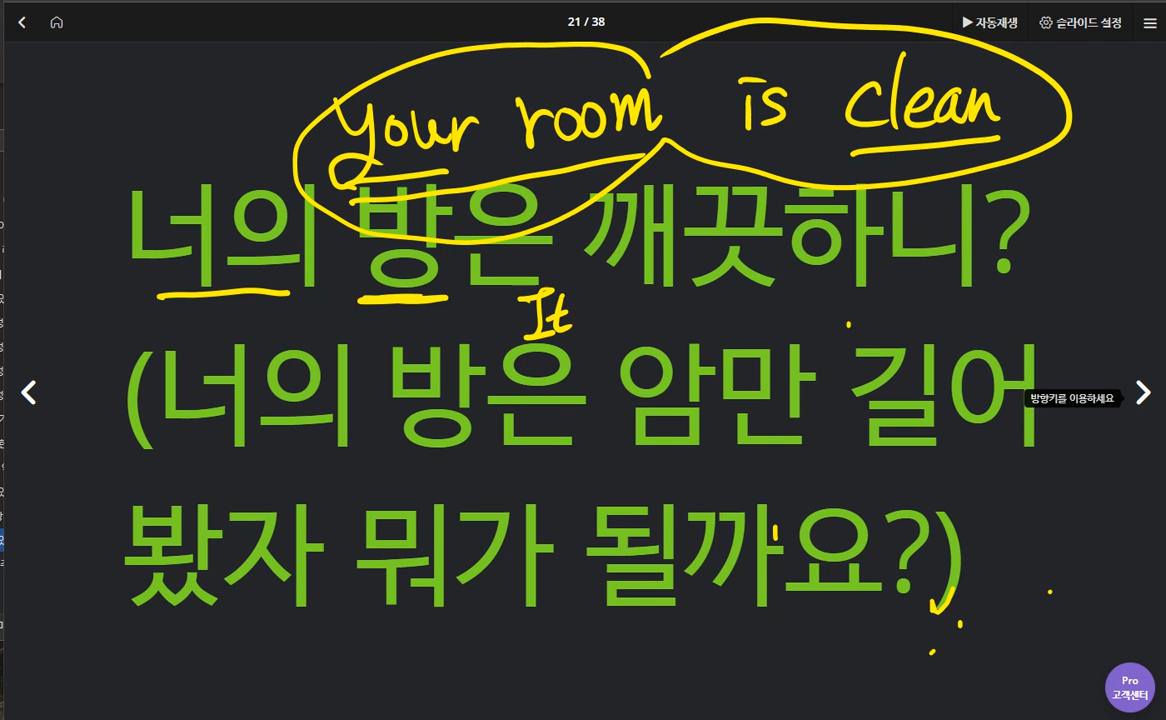 21 / 38
▶ 자동재생
슬라이드 설정
your room is clean
너의 방은 깨끗하니?
It
(너의 방은 암만 길어
방향키를 이용하세요
봤자 뭐가 될까요?)
Pro
고객센터